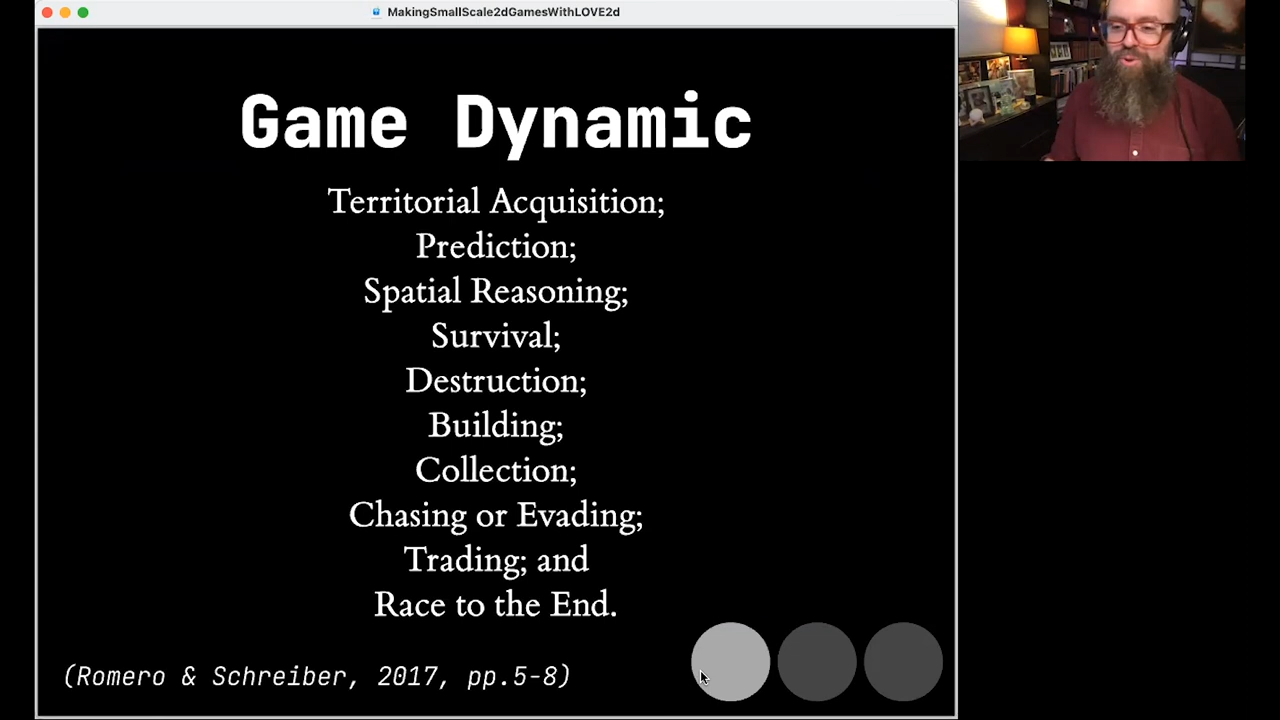 MakingSmallScale2dGamesWithLOVE2d
Game Dynamic
Territorial Acquisition;
Prediction;
Spatial Reasoning;
Survival;
Destruction;
Building;
Collection;
Chasing or Evading;
Trading; and
Race to the End.
(Romero & Schreiber, 2017, pp.5-8)